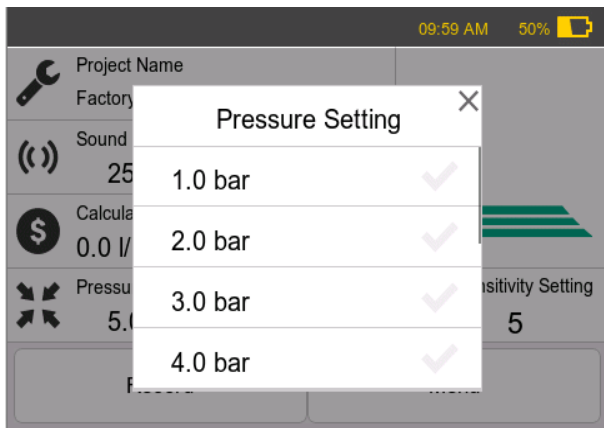 09:59 AM 50%
Project Name
Factory
Pressure Setting
Sound
25
1.0 bar
Calcula
0.0 l/
2.0 bar
Pressu
5.0
3.0 bar
nsitivity Setting
5
4.0 bar